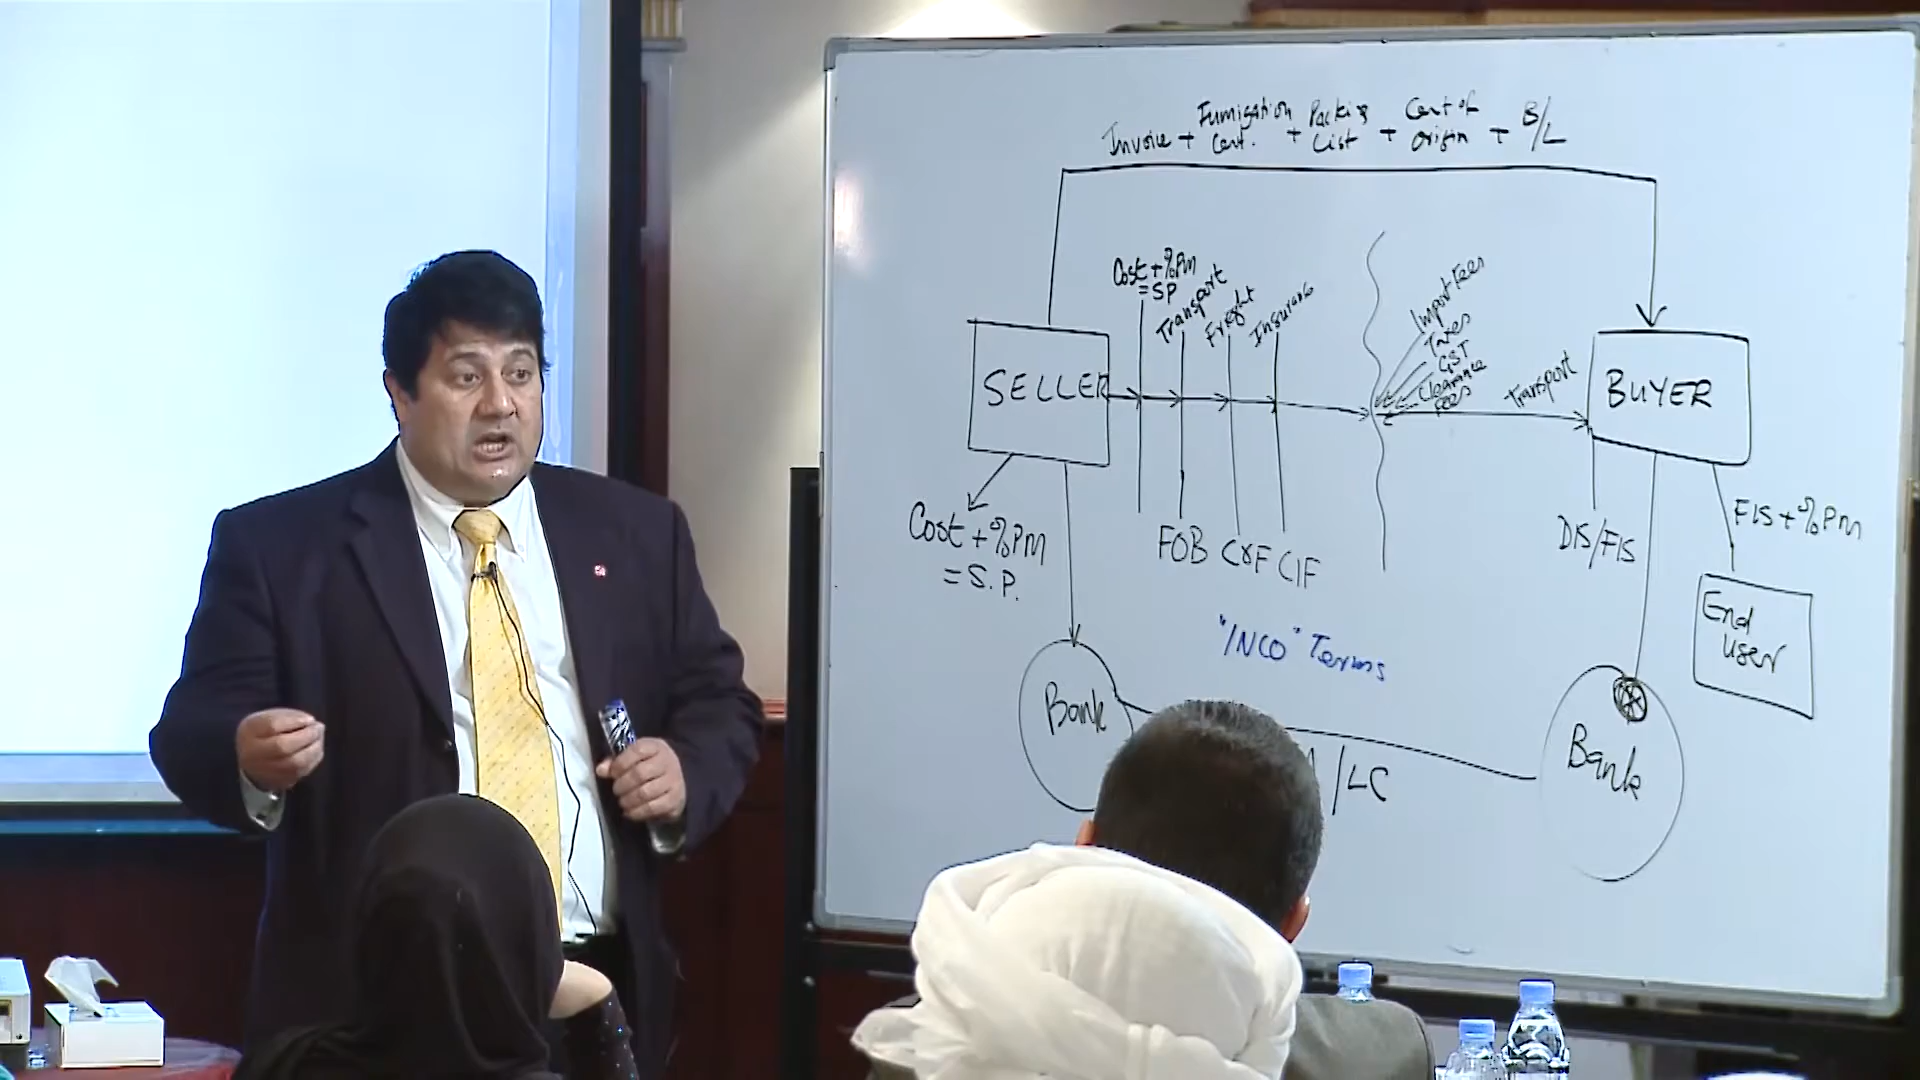 Invoice + Fumigation Cert. + Packing List + Cert of Origin + B/L
Cost + %PM
= SP
Transport
Freight
Insurance
Import Fees
Taxes
GST
Clearance
Fees
Transport
SELLER
BUYER
Cost + %PM
= S.P.
FOB
C&F
CIF
DIS/FIS
FIS + %PM
End
User
"INCO" Terms
Bank
/LC
Bank